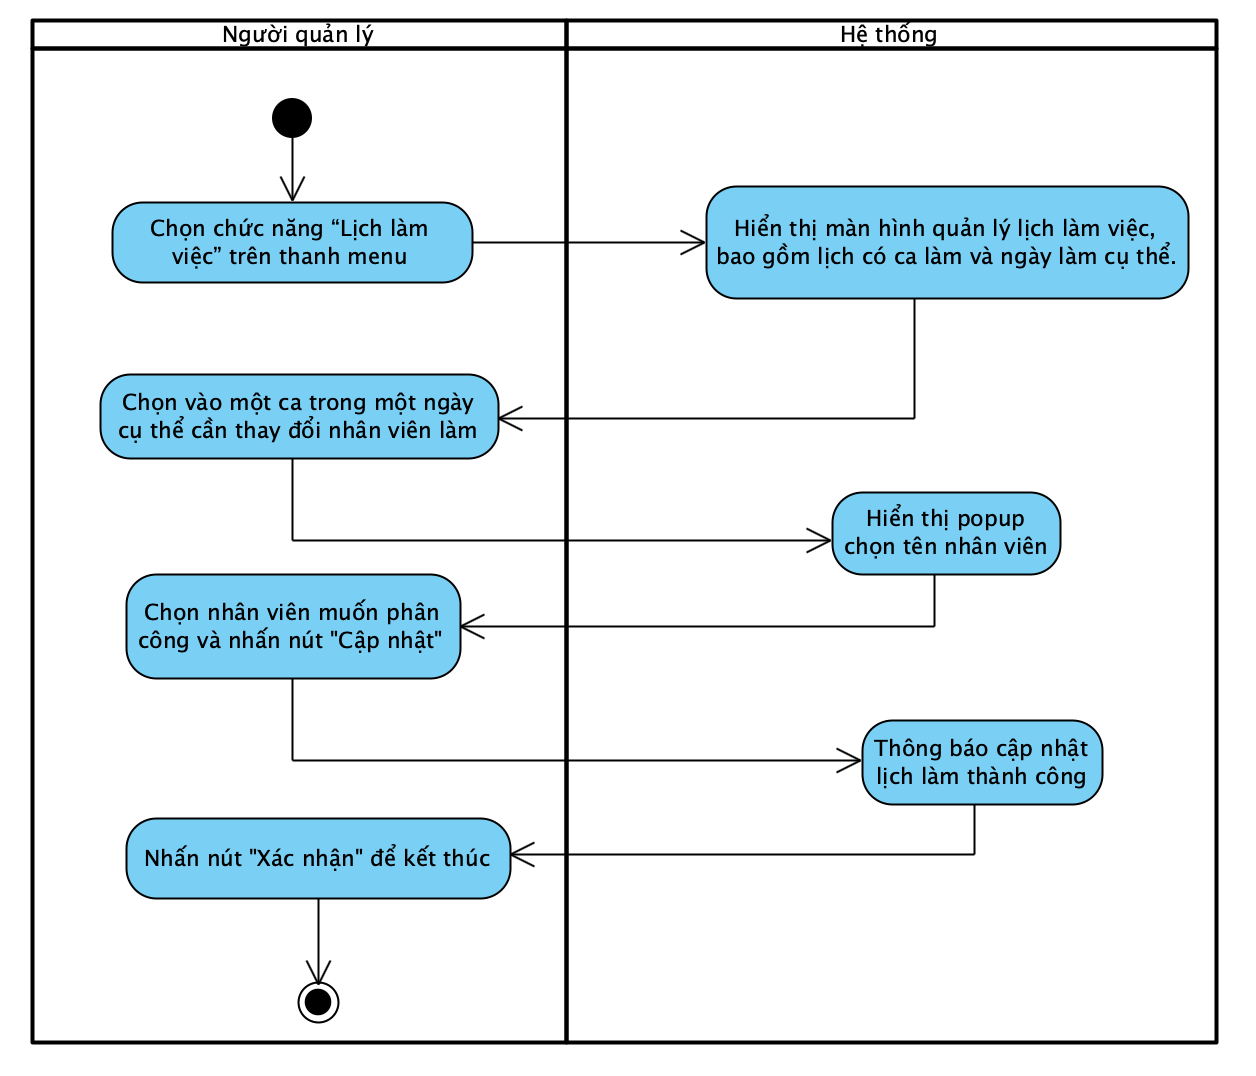 Người quản lý
Hệ thống
Chọn chức năng “Lịch làm
việc” trên thanh menu
Hiển thị màn hình quản lý lịch làm việc,
bao gồm lịch có ca làm và ngày làm cụ thể.
Chọn vào một ca trong một ngày
cụ thể cần thay đổi nhân viên làm
Hiển thị popup
chọn tên nhân viên
Chọn nhân viên muốn phân
công và nhấn nút "Cập nhật"
Thông báo cập nhật
lịch làm thành công
Nhấn nút "Xác nhận" để kết thúc